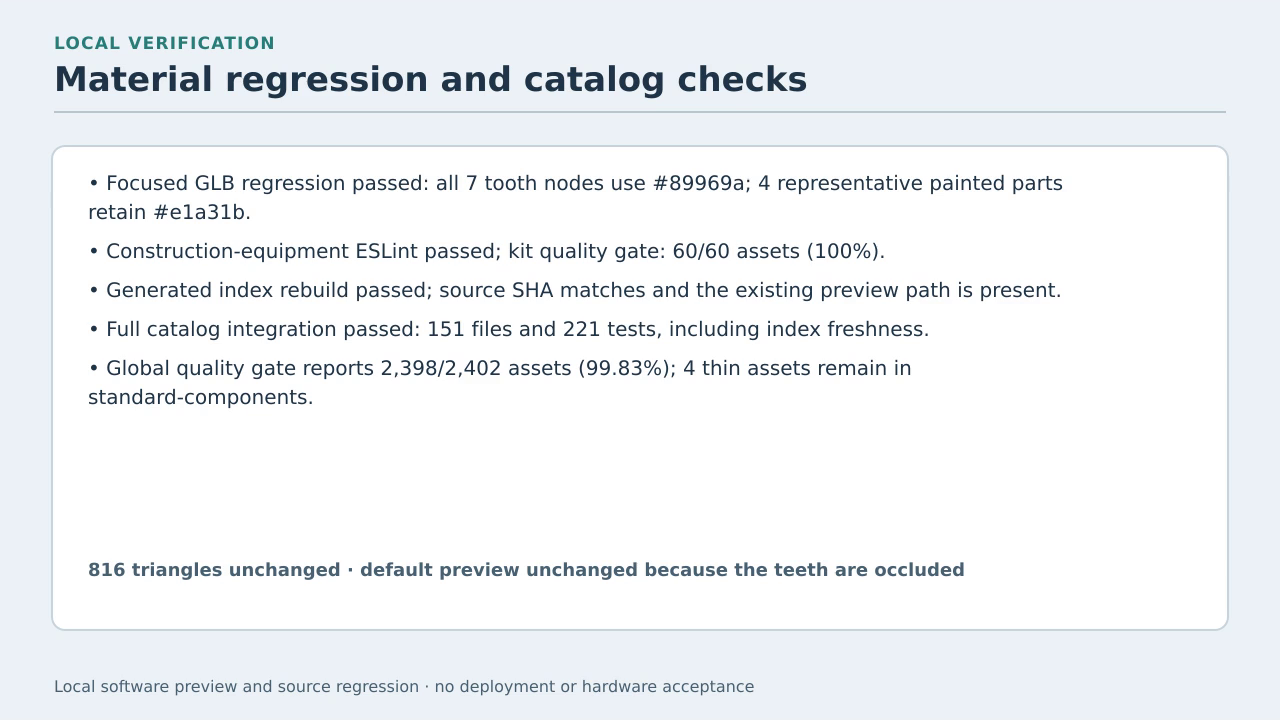 LOCAL VERIFICATION
Material regression and catalog checks
• Focused GLB regression passed: all 7 tooth nodes use #89969a; 4 representative painted parts
retain #e1a31b.
• Construction-equipment ESLint passed; kit quality gate: 60/60 assets (100%).
• Generated index rebuild passed; source SHA matches and the existing preview path is present.
• Full catalog integration passed: 151 files and 221 tests, including index freshness.
• Global quality gate reports 2,398/2,402 assets (99.83%); 4 thin assets remain in
standard-components.
816 triangles unchanged · default preview unchanged because the teeth are occluded
Local software preview and source regression · no deployment or hardware acceptance